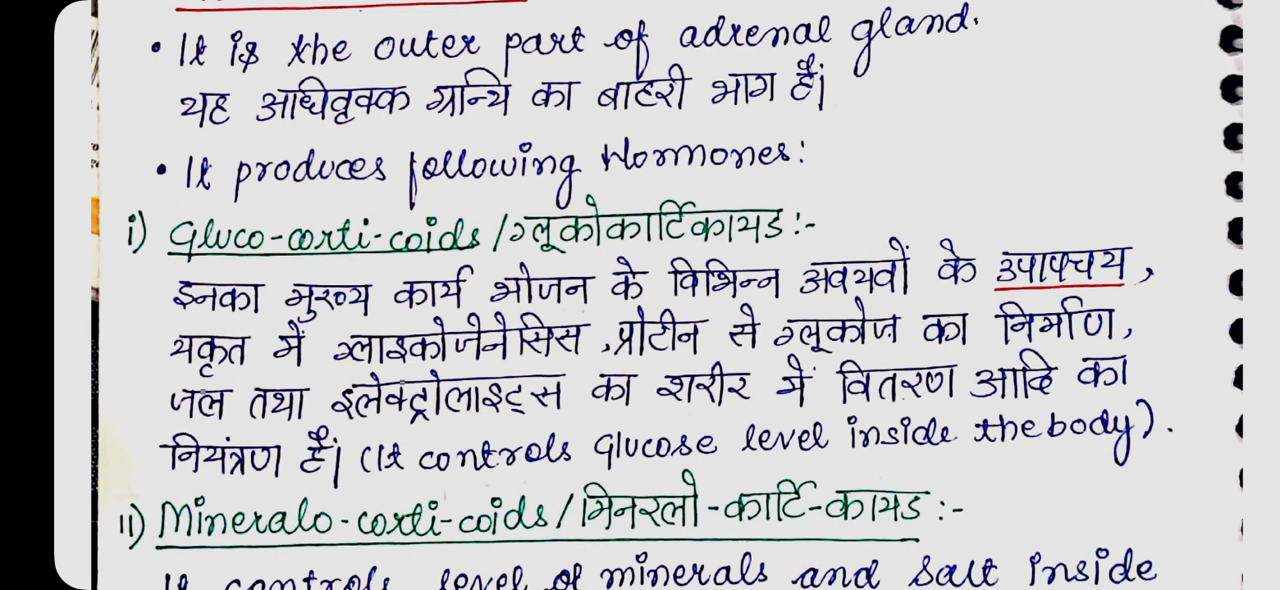 • It is the outer part of adrenal gland.
यह अधिवृक्क ग्रन्थि का बाहरी भाग है।
• It produces following Hormones:
i) Gluco-corti-coids / ग्लूकोकार्टिकायड :-
इनका मुख्य कार्य भोजन के विभिन्न अवयवों के उपापचय,
यकृत में ग्लाइकोजेनेसिस, प्रोटीन से ग्लूकोज का निर्माण,
जल तथा इलेक्ट्रोलाइट्स का शरीर में वितरण आदि का
नियंत्रण है। (It controls Glucose level inside the body).
ii) Mineralo-corti-coids / मिनरलो-कार्टि-कायड :-
It controls level of minerals and salt inside